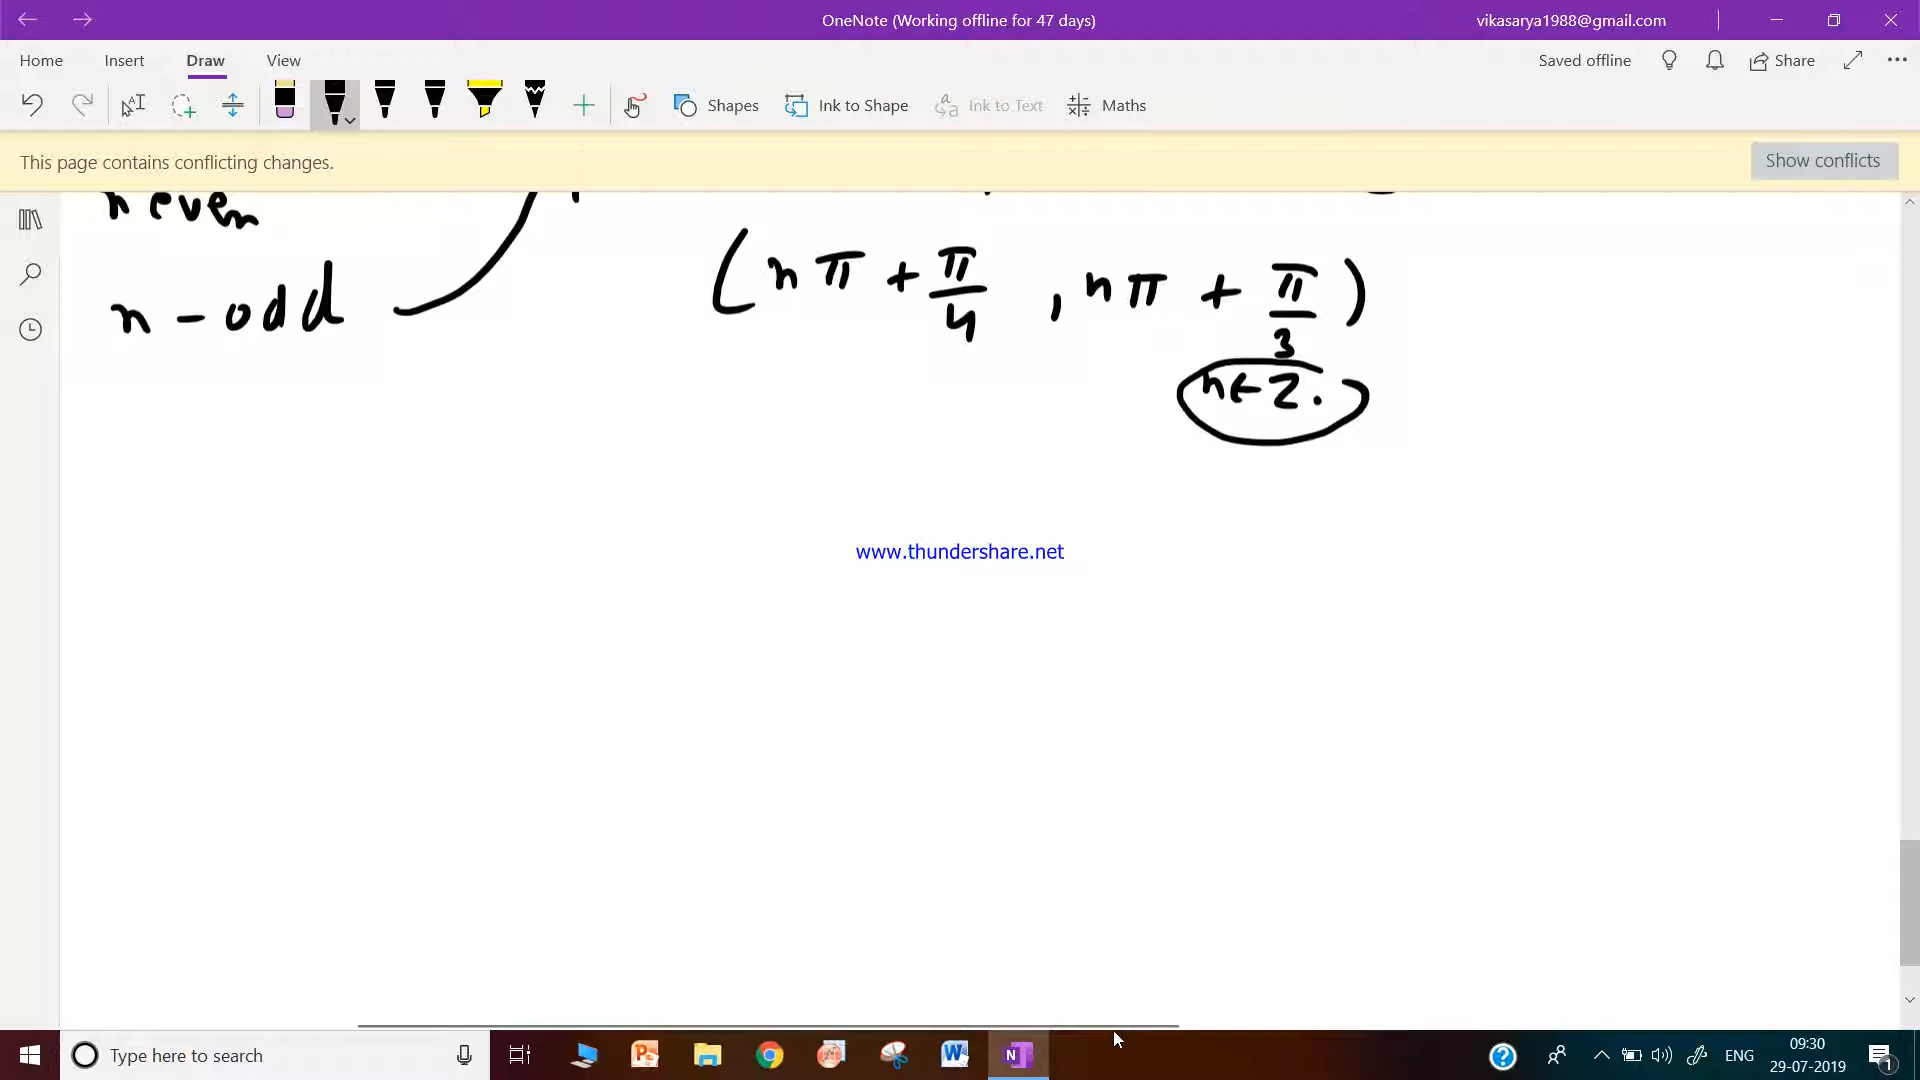 OneNote (Working offline for 47 days)
vikasarya1988@gmail.com
Home Insert Draw View
Saved offline Share
Shapes Ink to Shape Ink to Text Maths
This page contains conflicting changes.
Show conflicts
n even
n - odd
(nπ + π/4 , nπ + π/3)
n ∈ Z.
www.thundershare.net
Type here to search
ENG
09:30
29-07-2019
1